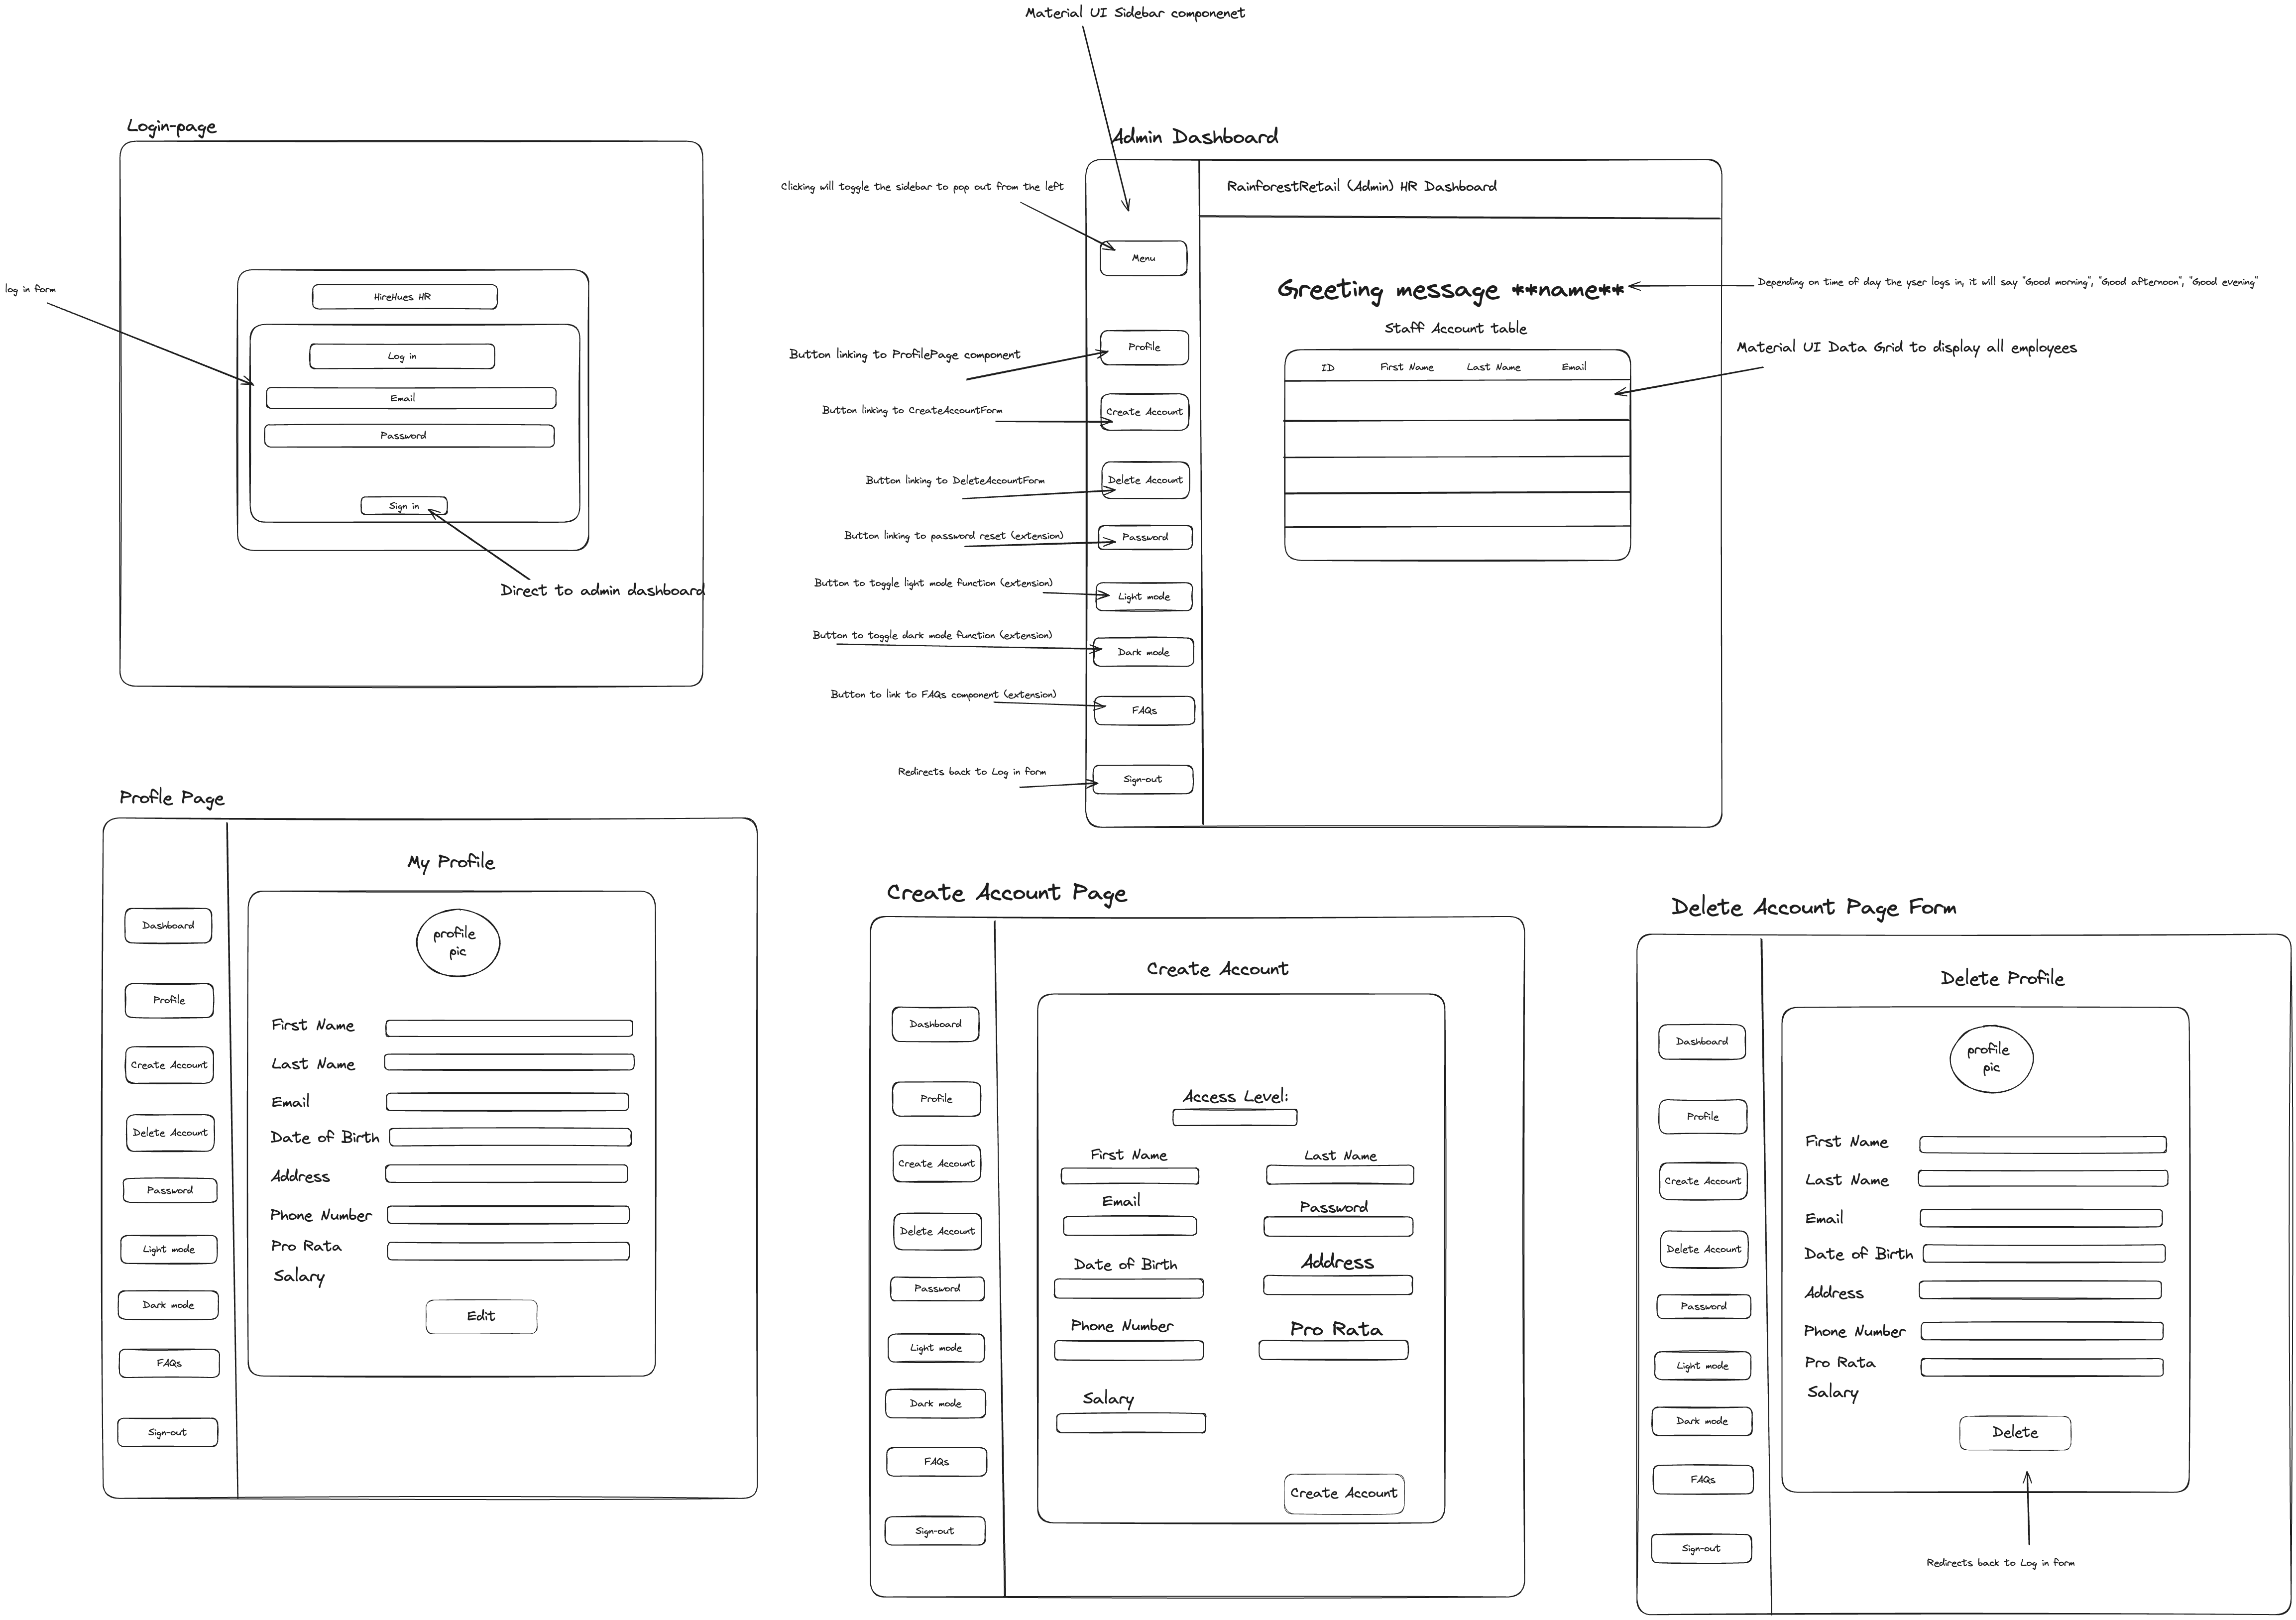 Material UI Sidebar componenet
Login-page
log in form
HireHues HR
Log in
Email
Password
Sign in
Direct to admin dashboard
Admin Dashboard
Clicking will toggle the sidebar to pop out from the left
Button linking to ProfilePage component
Button linking to CreateAccountForm
Button linking to DeleteAccountForm
Button linking to password reset (extension)
Button to toggle light mode function (extension)
Button to toggle dark mode function (extension)
Button to link to FAQs component (extension)
Redirects back to Log in form
Menu
Profile
Create Account
Delete Account
Password
Light mode
Dark mode
FAQs
Sign-out
RainforestRetail (Admin) HR Dashboard
Greeting message **name**
Staff Account table
ID First Name Last Name Email
Depending on time of day the yser logs in, it will say "Good morning", "Good afternoon", "Good evening"
Material UI Data Grid to display all employees
Profle Page
Dashboard
Profile
Create Account
Delete Account
Password
Light mode
Dark mode
FAQs
Sign-out
My Profile
profile
pic
First Name
Last Name
Email
Date of Birth
Address
Phone Number
Pro Rata
Salary
Edit
Create Account Page
Dashboard
Profile
Create Account
Delete Account
Password
Light mode
Dark mode
FAQs
Sign-out
Create Account
Access Level:
First Name Last Name
Email Password
Date of Birth Address
Phone Number Pro Rata
Salary
Create Account
Delete Account Page Form
Dashboard
Profile
Create Account
Delete Account
Password
Light mode
Dark mode
FAQs
Sign-out
Delete Profile
profile
pic
First Name
Last Name
Email
Date of Birth
Address
Phone Number
Pro Rata
Salary
Delete
Redirects back to Log in form